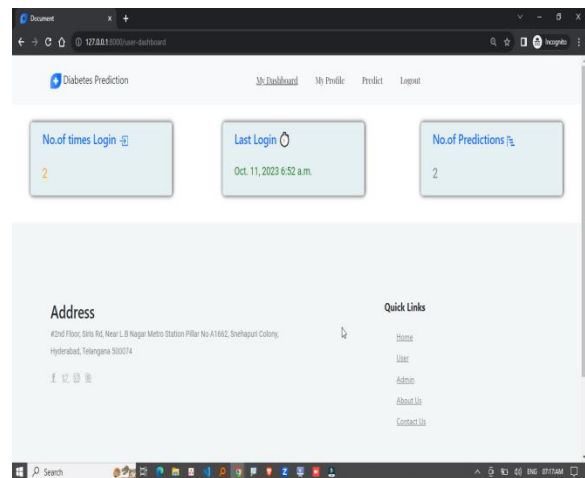 Document
127.0.0.1:8000/user-dashboard
Incognito
Diabetes Prediction
My Dashboard
My Profile
Predict
Logout
No.of times Login
2
Last Login
Oct. 11, 2023 6:52 a.m.
No.of Predictions
2
Address
#2nd Floor, Siris Rd, Near L.B Nagar Metro Station Pillar No A1662, Snehapuri Colony,
Hyderabad, Telangana 500074
Quick Links
Home
User
Admin
About Us
Contact Us
Search
ENG
07:17AM